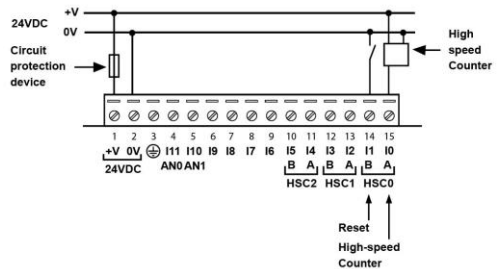 +V
24VDC
0V
Circuit
protection
device
High
speed
Counter
1 2 3 4 5 6 7 8 9 10 11 12 13 14 15
+V 0V I11 I10 I9 I8 I7 I6 I5 I4 I3 I2 I1 I0
AN0 AN1 B A B A B A
24VDC HSC2 HSC1 HSC0
Reset
High-speed
Counter